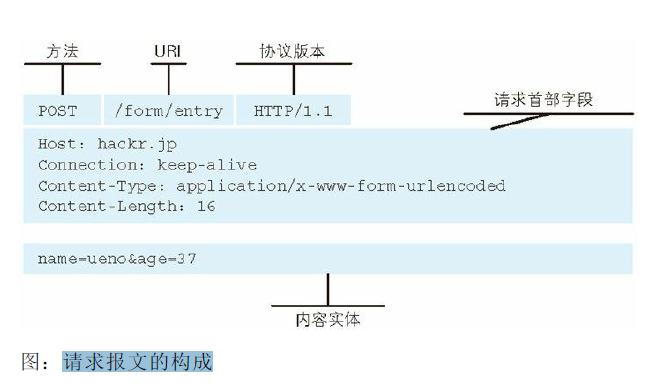 方法 URI 协议版本
请求首部字段
POST /form/entry HTTP/1.1
Host: hackr.jp
Connection: keep-alive
Content-Type: application/x-www-form-urlencoded
Content-Length: 16
name=ueno&age=37
内容实体
图：请求报文的构成